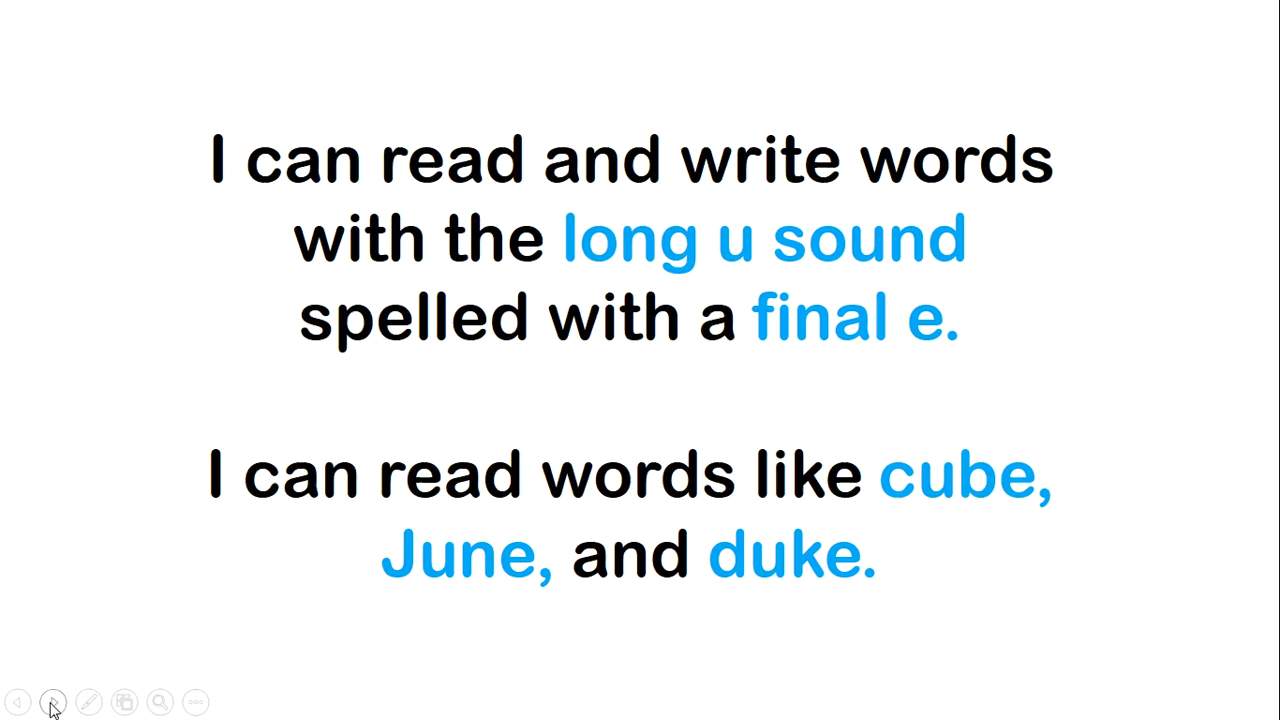 I can read and write words
with the long u sound
spelled with a final e.
I can read words like cube,
June, and duke.